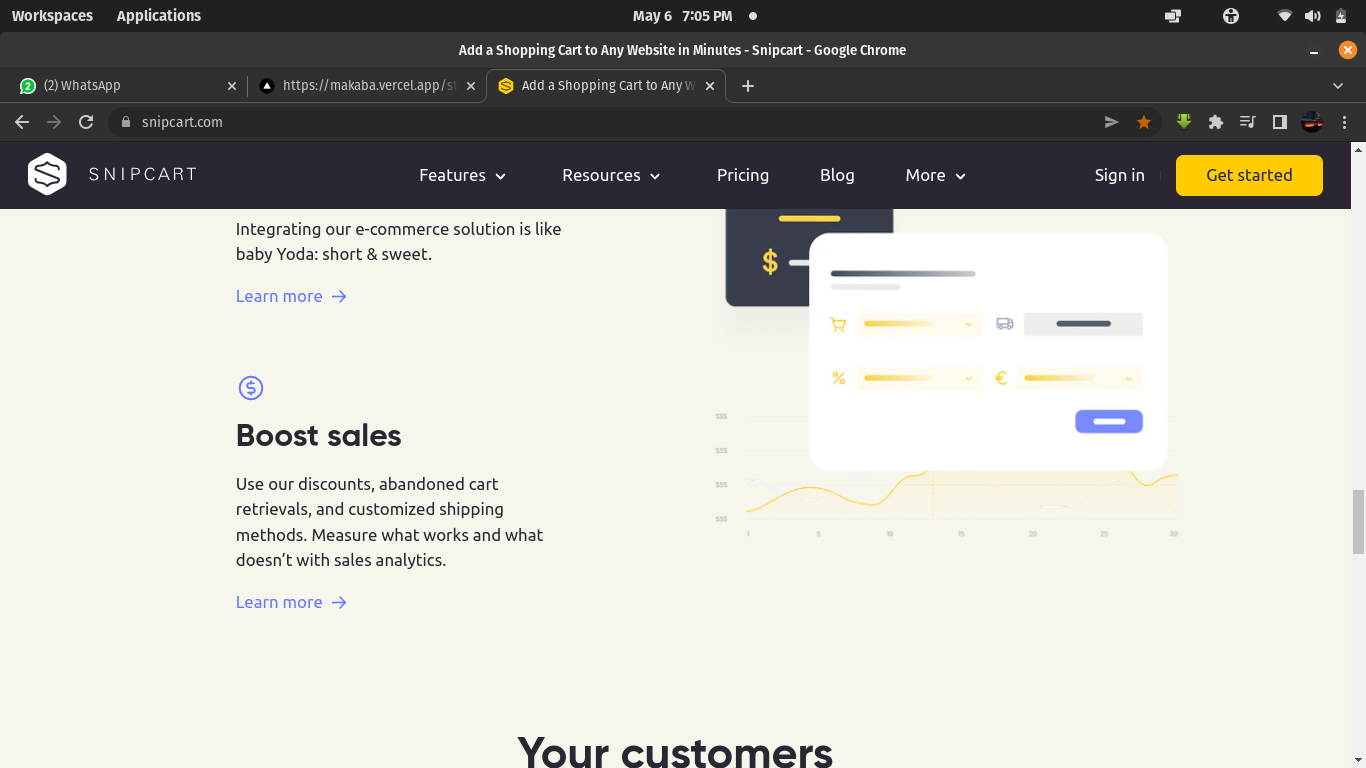 Workspaces Applications May 6 7:05 PM
Add a Shopping Cart to Any Website in Minutes - Snipcart - Google Chrome
2 (2) WhatsApp https://makaba.vercel.app/st Add a Shopping Cart to Any W
snipcart.com
SNIPCART Features Resources Pricing Blog More Sign in Get started
Integrating our e-commerce solution is like
baby Yoda: short & sweet.
Learn more
$
%
€
Boost sales
Use our discounts, abandoned cart
retrievals, and customized shipping
methods. Measure what works and what
doesn’t with sales analytics.
Learn more
$$$
$$$
$$$
$$$
1 5 10 15 20 25 30
Your customers